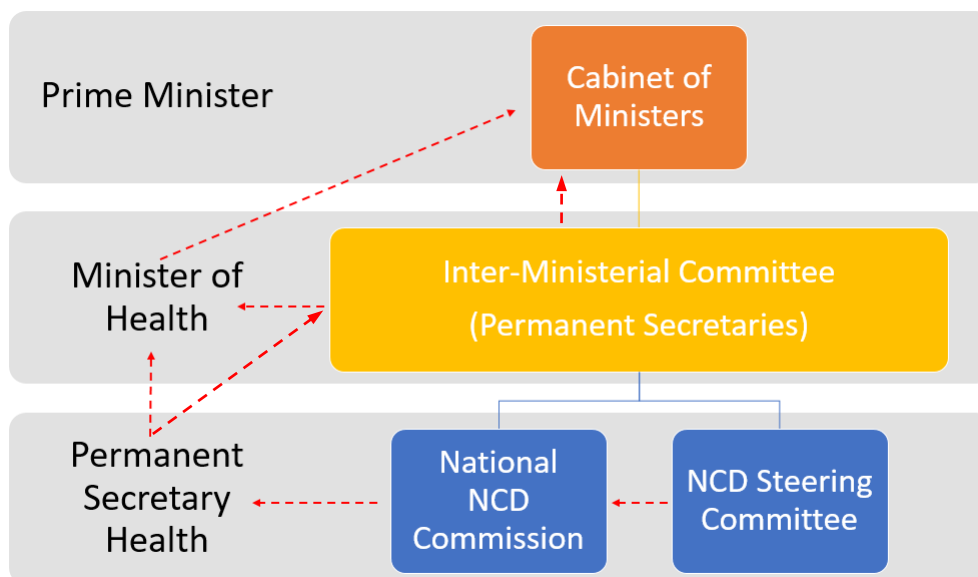 Prime Minister
Cabinet of
Ministers
Minister of
Health
Inter-Ministerial Committee
(Permanent Secretaries)
Permanent
Secretary
Health
National
NCD
Commission
NCD Steering
Committee